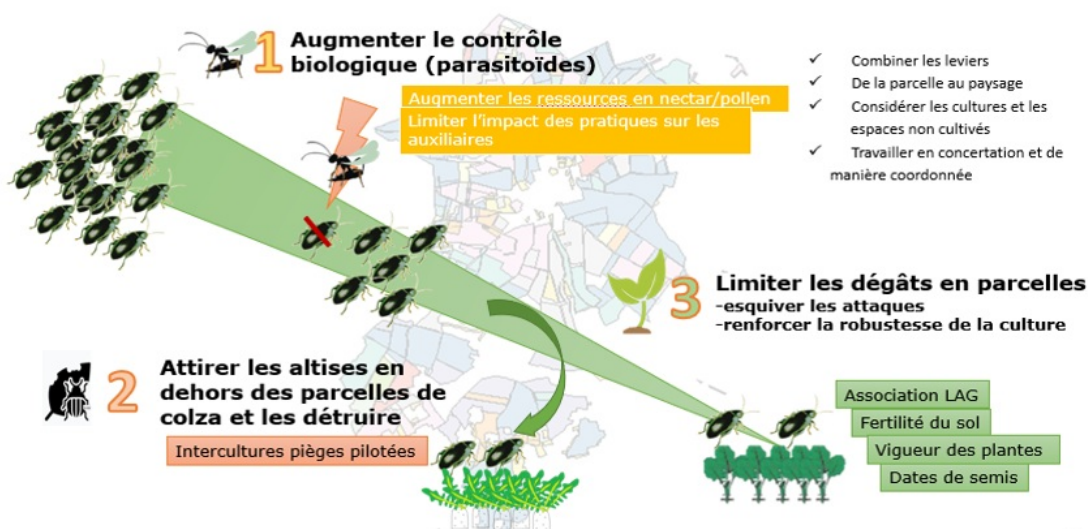 1 Augmenter le contrôle
biologique (parasitoïdes)
Augmenter les ressources en nectar/pollen
Limiter l'impact des pratiques sur les
auxiliaires
✓ Combiner les leviers
✓ De la parcelle au paysage
✓ Considérer les cultures et les
espaces non cultivés
✓ Travailler en concertation et de
manière coordonnée
2 Attirer les altises en
dehors des parcelles de
colza et les détruire
Intercultures pièges pilotées
3 Limiter les dégâts en parcelles
-esquiver les attaques
-renforcer la robustesse de la culture
Association LAG
Fertilité du sol
Vigueur des plantes
Dates de semis